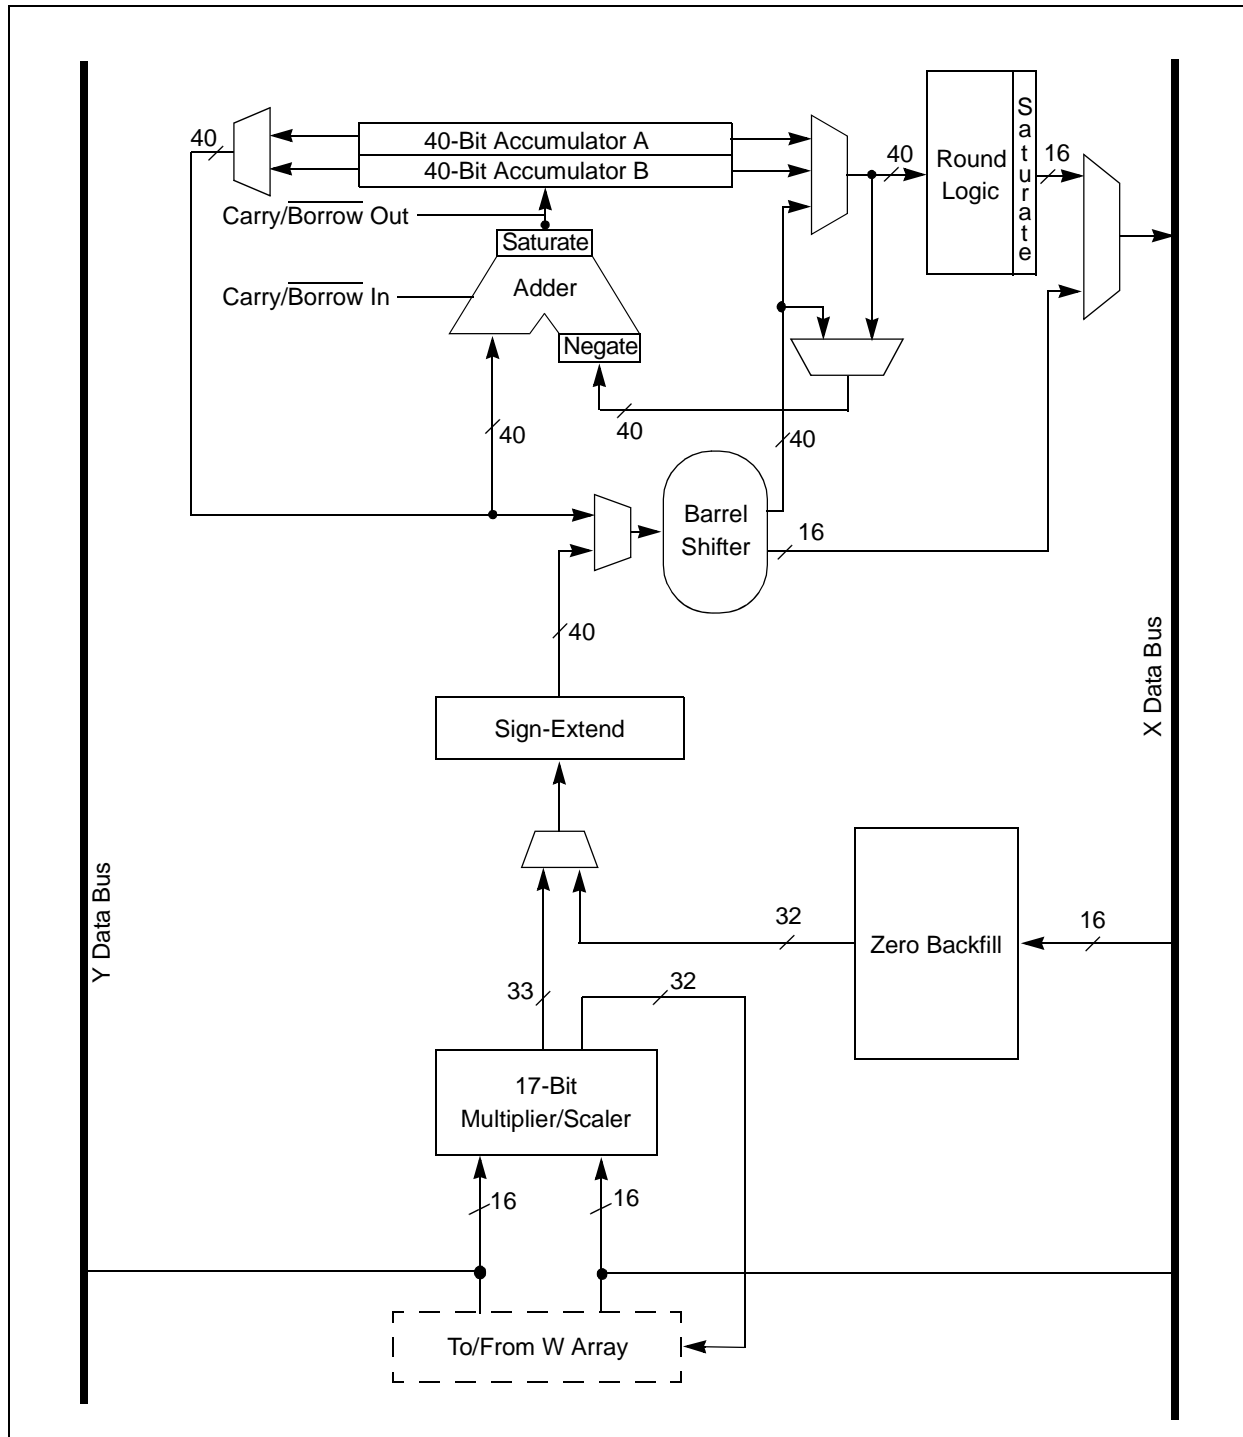 40
40-Bit Accumulator A
40-Bit Accumulator B
Carry/Borrow Out
Saturate
Carry/Borrow In
Adder
Negate
40
Round
Logic
Saturate
16
40
40
40
Barrel
Shifter
16
40
Sign-Extend
X Data Bus
Y Data Bus
32
Zero Backfill
16
33
32
17-Bit
Multiplier/Scaler
16
16
To/From W Array